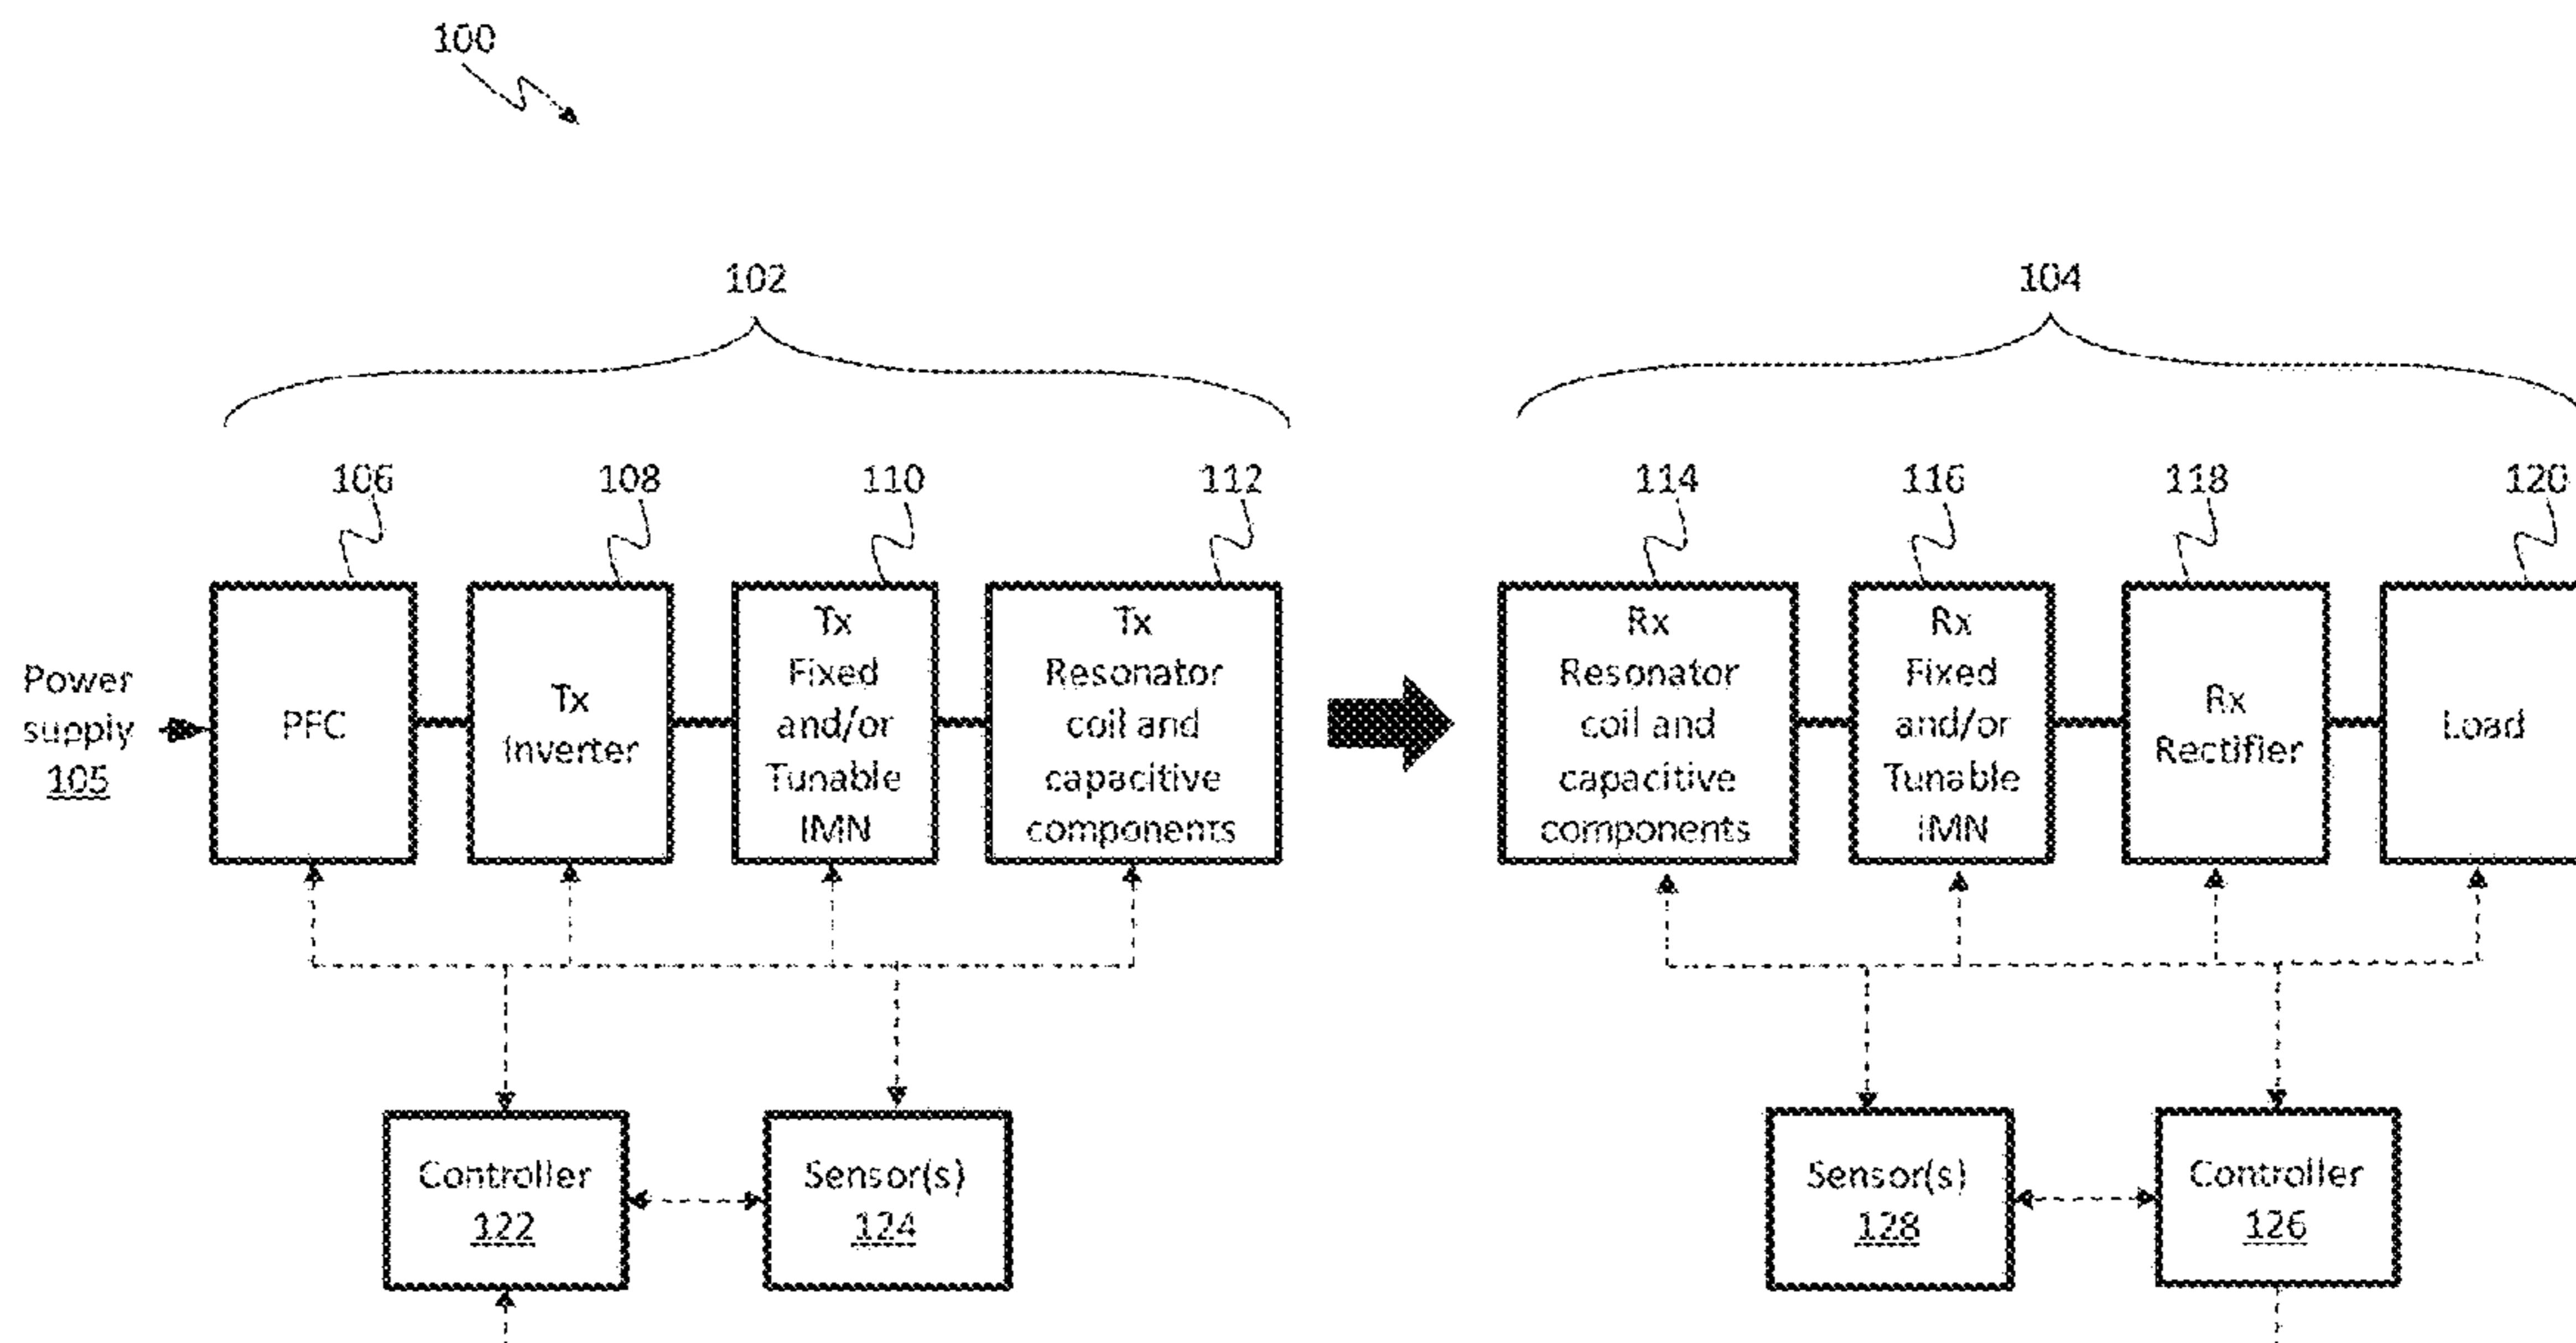 100
102
104
106
108
110
112
114
116
118
120
Power
supply
105
PFC
Tx
Inverter
Tx
Fixed
and/or
Tunable
IMN
Tx
Resonator
coil and
capacitive
components
Rx
Resonator
coil and
capacitive
components
Rx
Fixed
and/or
Tunable
IMN
Rx
Rectifier
Load
Controller
122
Sensor(s)
124
Sensor(s)
128
Controller
126